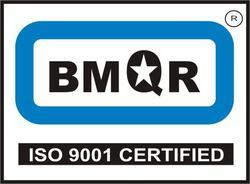 ®
BMQR
ISO 9001 CERTIFIED